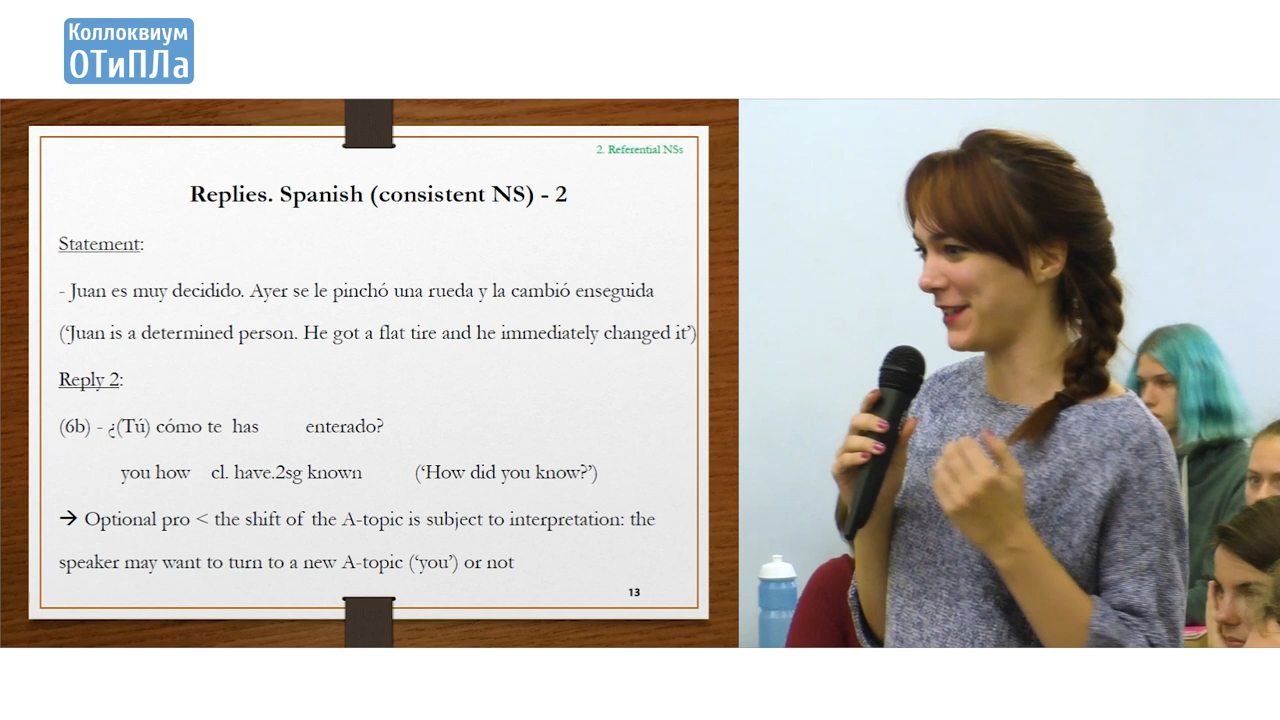 Коллоквиум
ОТиПЛа
2. Referential NSs
Replies. Spanish (consistent NS) - 2
Statement:
- Juan es muy decidido. Ayer se le pinchó una rueda y la cambió enseguida
('Juan is a determined person. He got a flat tire and he immediately changed it')
Reply 2:
(6b) - ¿(Tú) cómo te has enterado?
you how cl. have.2sg known ('How did you know?')
→ Optional pro < the shift of the A-topic is subject to interpretation: the
speaker may want to turn to a new A-topic ('you') or not
13